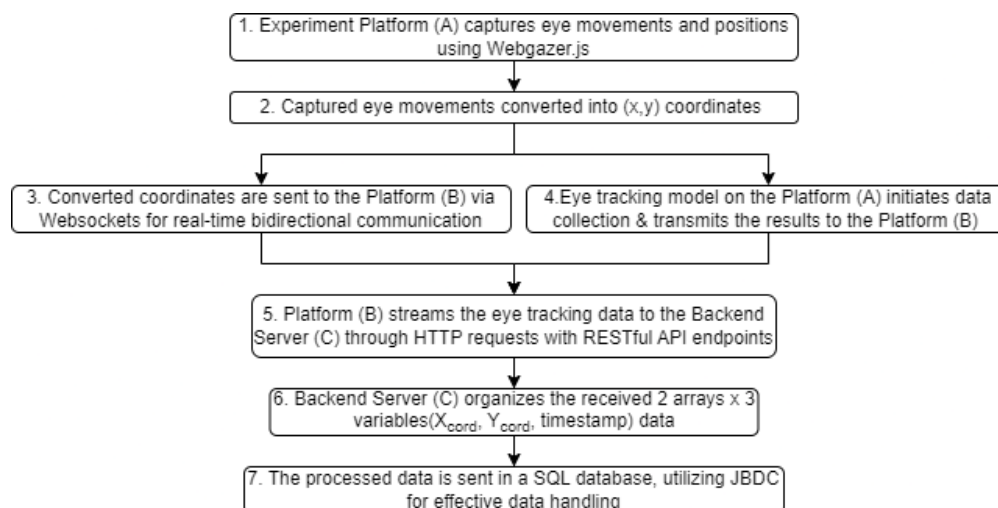 1. Experiment Platform (A) captures eye movements and positions
using Webgazer.js
2. Captured eye movements converted into (x,y) coordinates
3. Converted coordinates are sent to the Platform (B) via
Websockets for real-time bidirectional communication
4.Eye tracking model on the Platform (A) initiates data
collection & transmits the results to the Platform (B)
5. Platform (B) streams the eye tracking data to the Backend
Server (C) through HTTP requests with RESTful API endpoints
6. Backend Server (C) organizes the received 2 arrays x 3
variables(Xcord, Ycord, timestamp) data
7. The processed data is sent in a SQL database, utilizing JBDC
for effective data handling